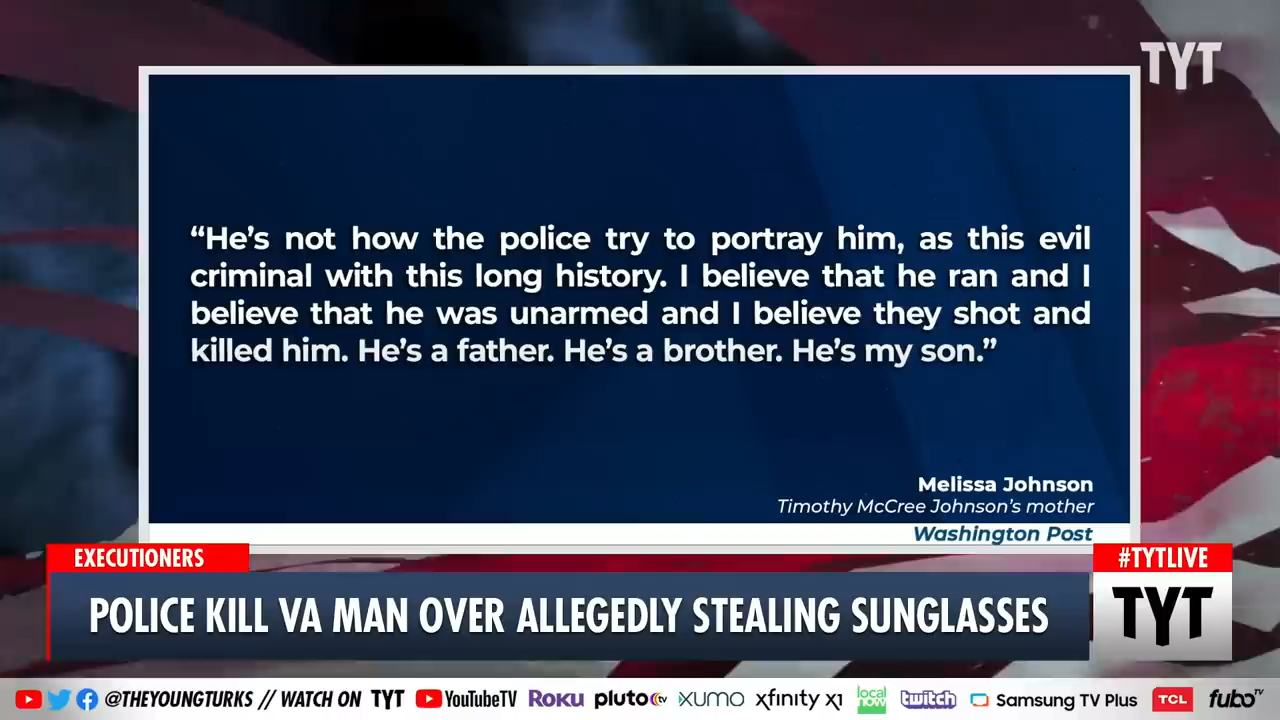 TYT
“He’s not how the police try to portray him, as this evil
criminal with this long history. I believe that he ran and I
believe that he was unarmed and I believe they shot and
killed him. He’s a father. He’s a brother. He’s my son.”
Melissa Johnson
Timothy McCree Johnson’s mother
Washington Post
EXECUTIONERS
#TYTLIVE
POLICE KILL VA MAN OVER ALLEGEDLY STEALING SUNGLASSES
TYT
@THEYOUNGTURKS // WATCH ON TYT YouTubeTV ROKU pluto tv XUMO xfinity X1 local now twitch Samsung TV Plus TCL fubo TV